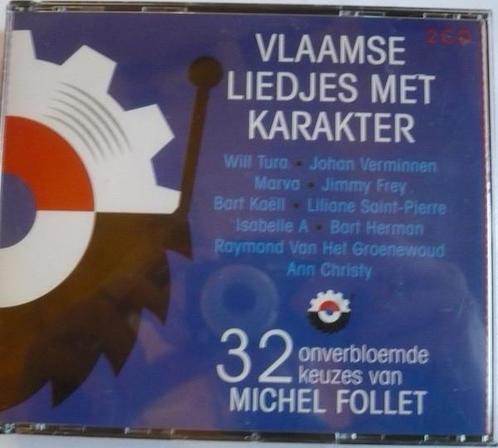 2CD
VLAAMSE
LIEDJES MET
KARAKTER
Will Tura • Johan Verminnen
Marva • Jimmy Frey
Bart Kaëll • Liliane Saint-Pierre
Isabelle A • Bart Herman
Raymond Van Het Groenewoud
Ann Christy
32 onverbloemde
keuzes van
MICHEL FOLLET